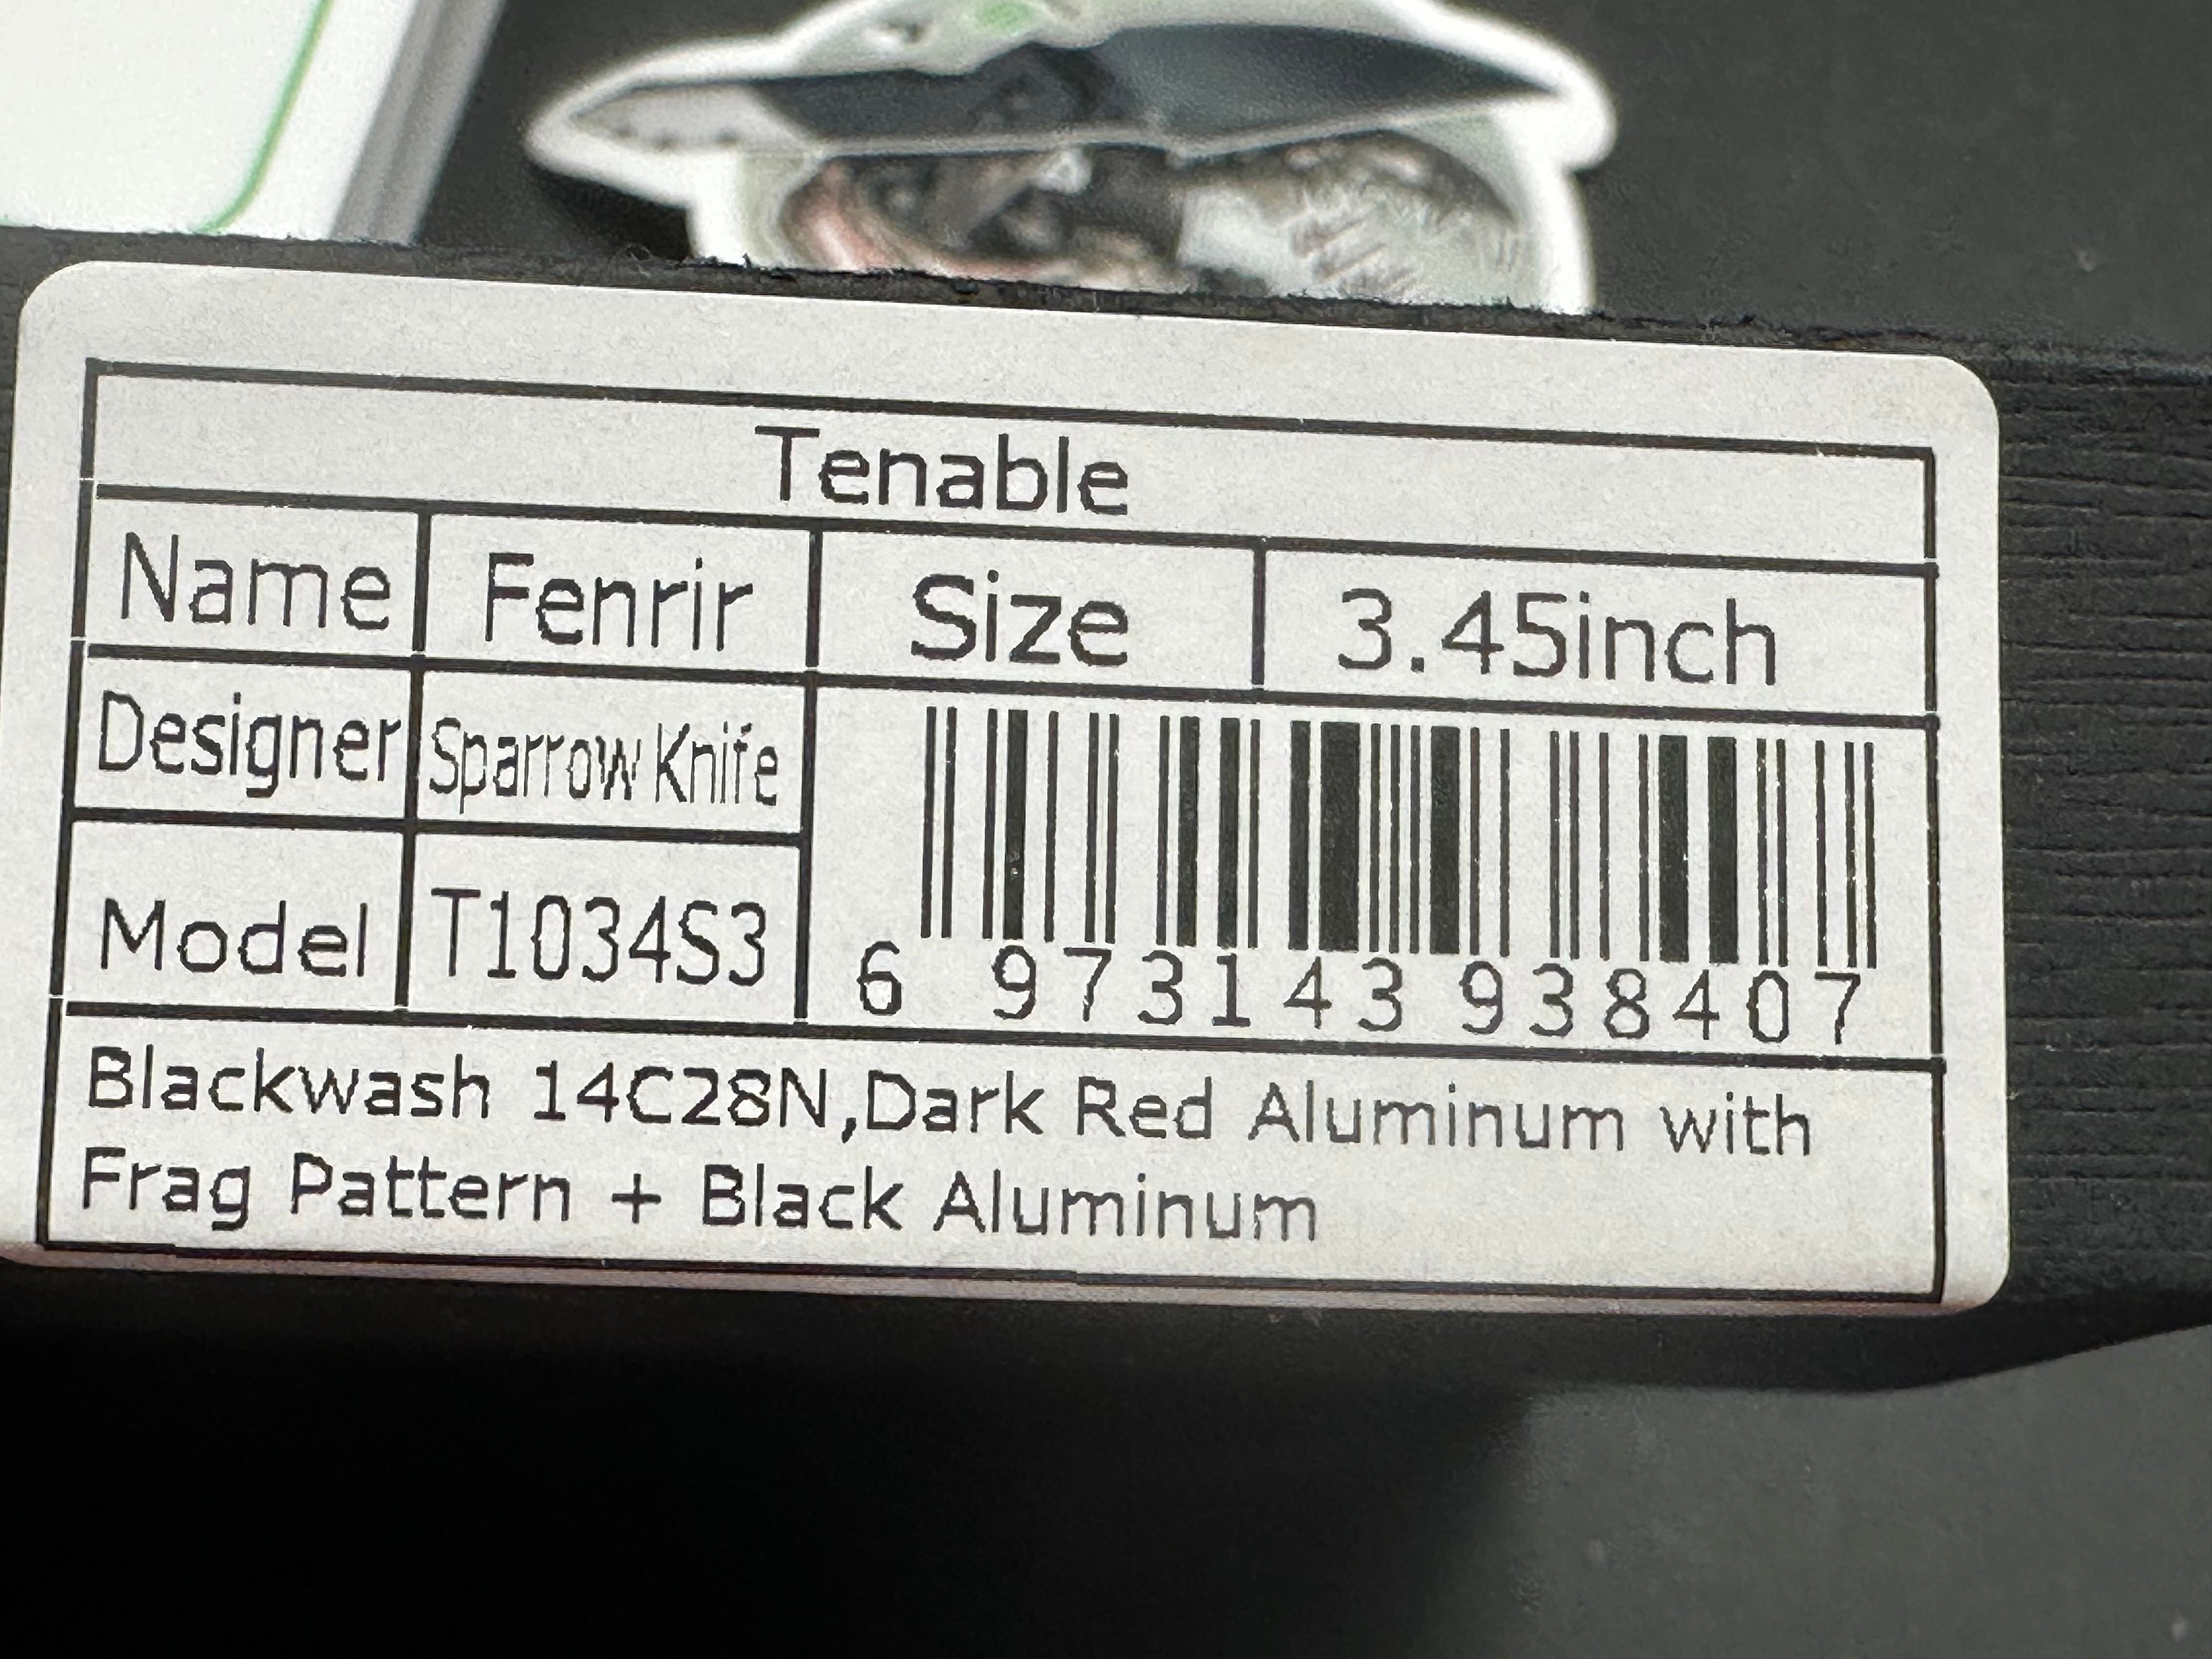 Tenable
Name Fenrir Size 3.45inch
Designer Sparrow Knife
Model T1034S3
6 973143 938407
Blackwash 14C28N,Dark Red Aluminum with
Frag Pattern + Black Aluminum